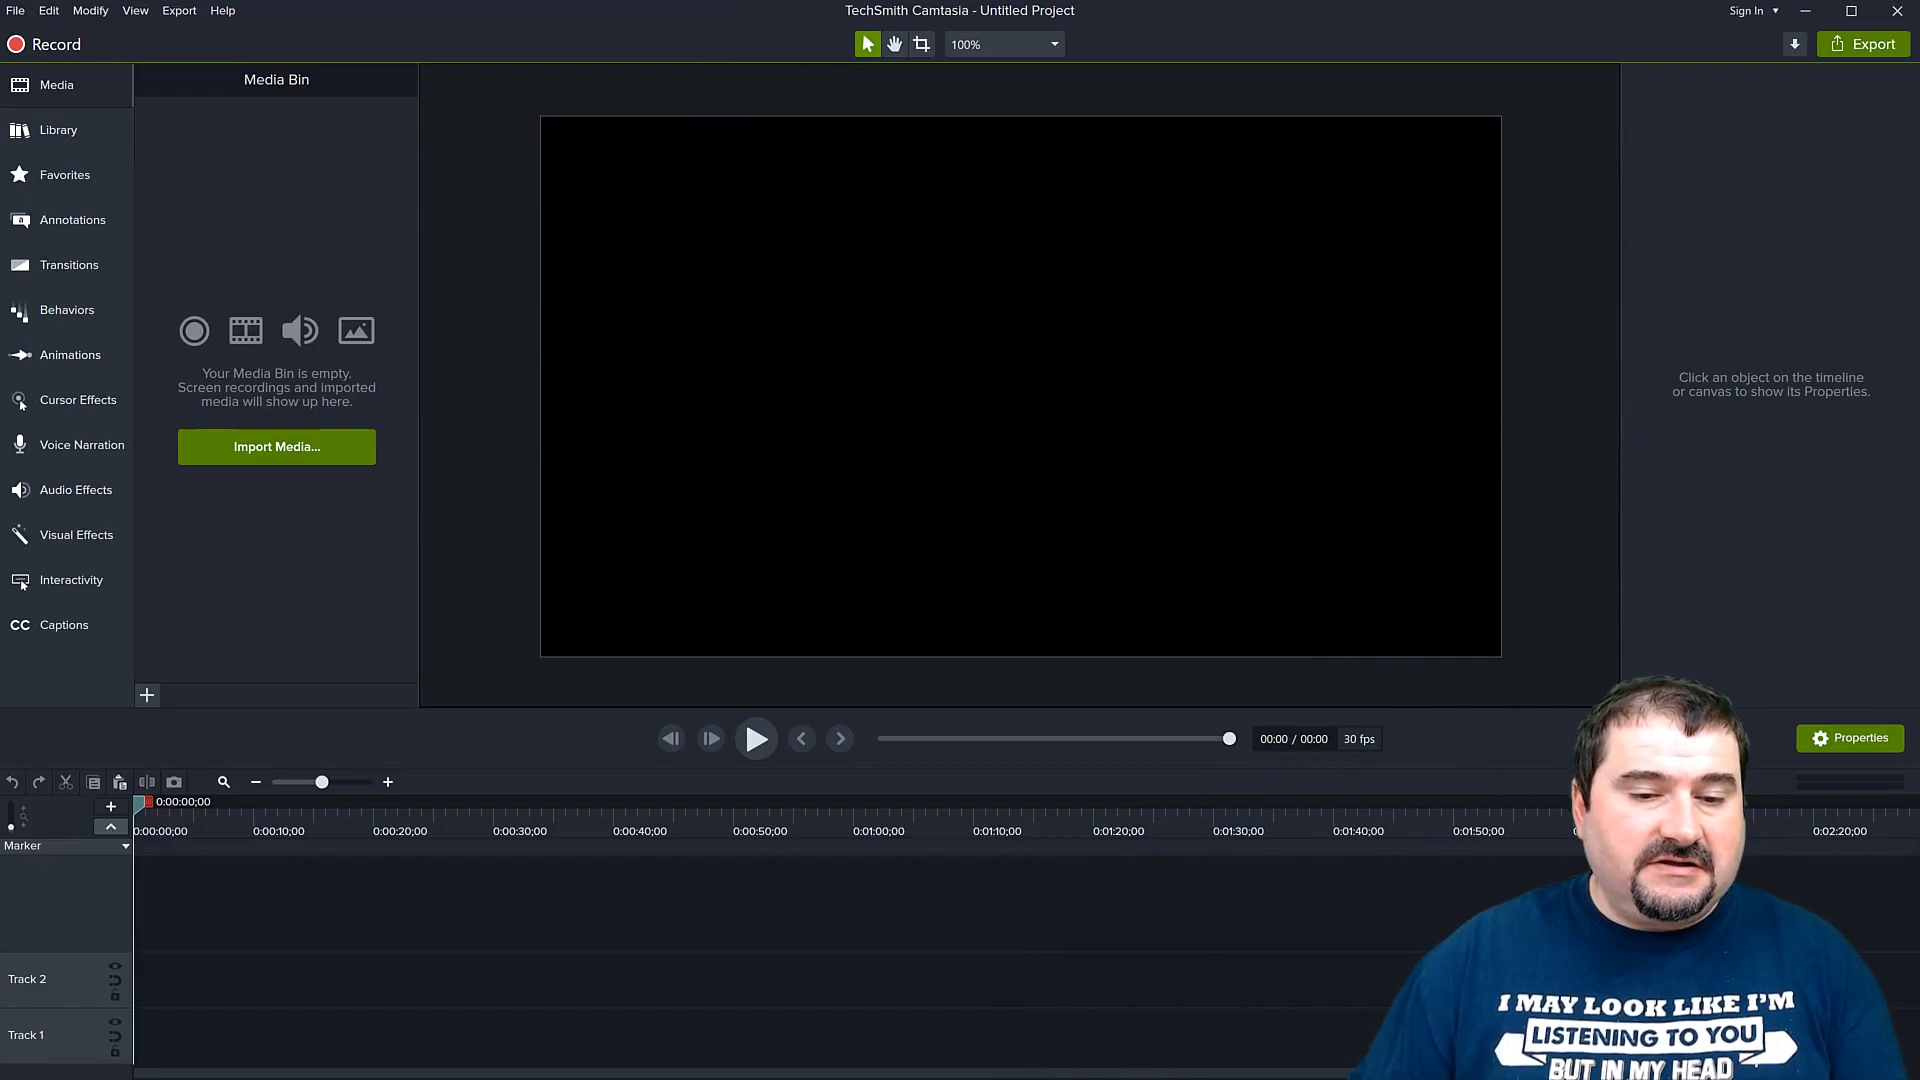 File Edit Modify View Export Help
TechSmith Camtasia - Untitled Project
Sign In
Record
100%
Export
Media
Library
Favorites
Annotations
Transitions
Behaviors
Animations
Cursor Effects
Voice Narration
Audio Effects
Visual Effects
Interactivity
CC Captions
Media Bin
Your Media Bin is empty.
Screen recordings and imported
media will show up here.
Import Media...
Click an object on the timeline
or canvas to show its Properties.
00:00 / 00:00 30 fps
Properties
0:00:00;00
0:00:00;00 0:00:10;00 0:00:20;00 0:00:30;00 0:00:40;00 0:00:50;00 0:01:00;00 0:01:10;00 0:01:20;00 0:01:30;00 0:01:40;00 0:01:50;00 0:02:20;00
Marker
Track 2
Track 1
I MAY LOOK LIKE I'M
LISTENING TO YOU
BUT IN MY HEAD